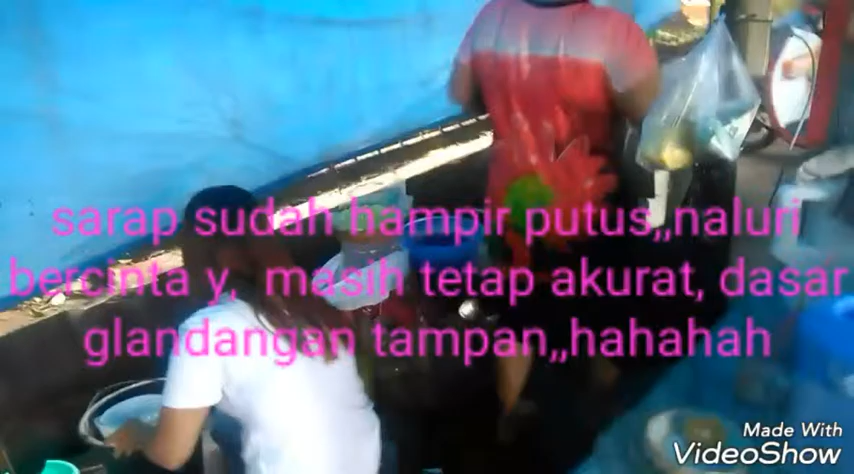 sarap sudah hampir putus,,naluri
bercinta y,  masih tetap akurat, dasar
glandangan tampan,,hahahah
Made With
VideoShow